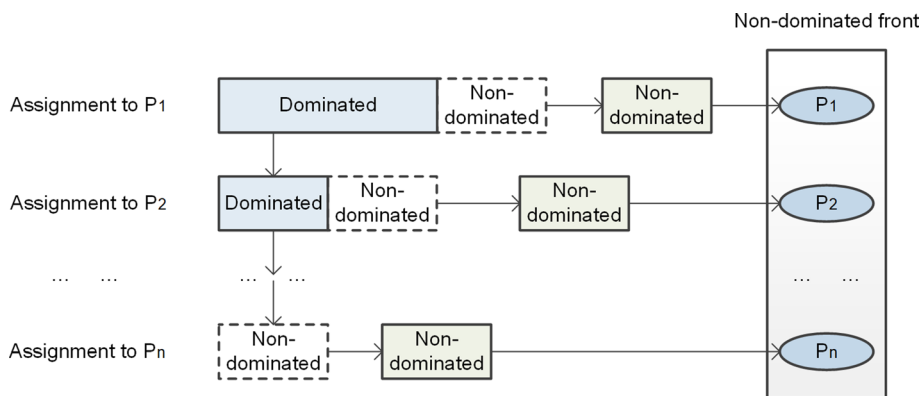 Non-dominated front
Assignment to P1
Dominated
Non-
dominated
Non-
dominated
P1
Assignment to P2
Dominated
Non-
dominated
Non-
dominated
P2
... ...
... ...
... ...
Assignment to Pn
Non-
dominated
Non-
dominated
Pn